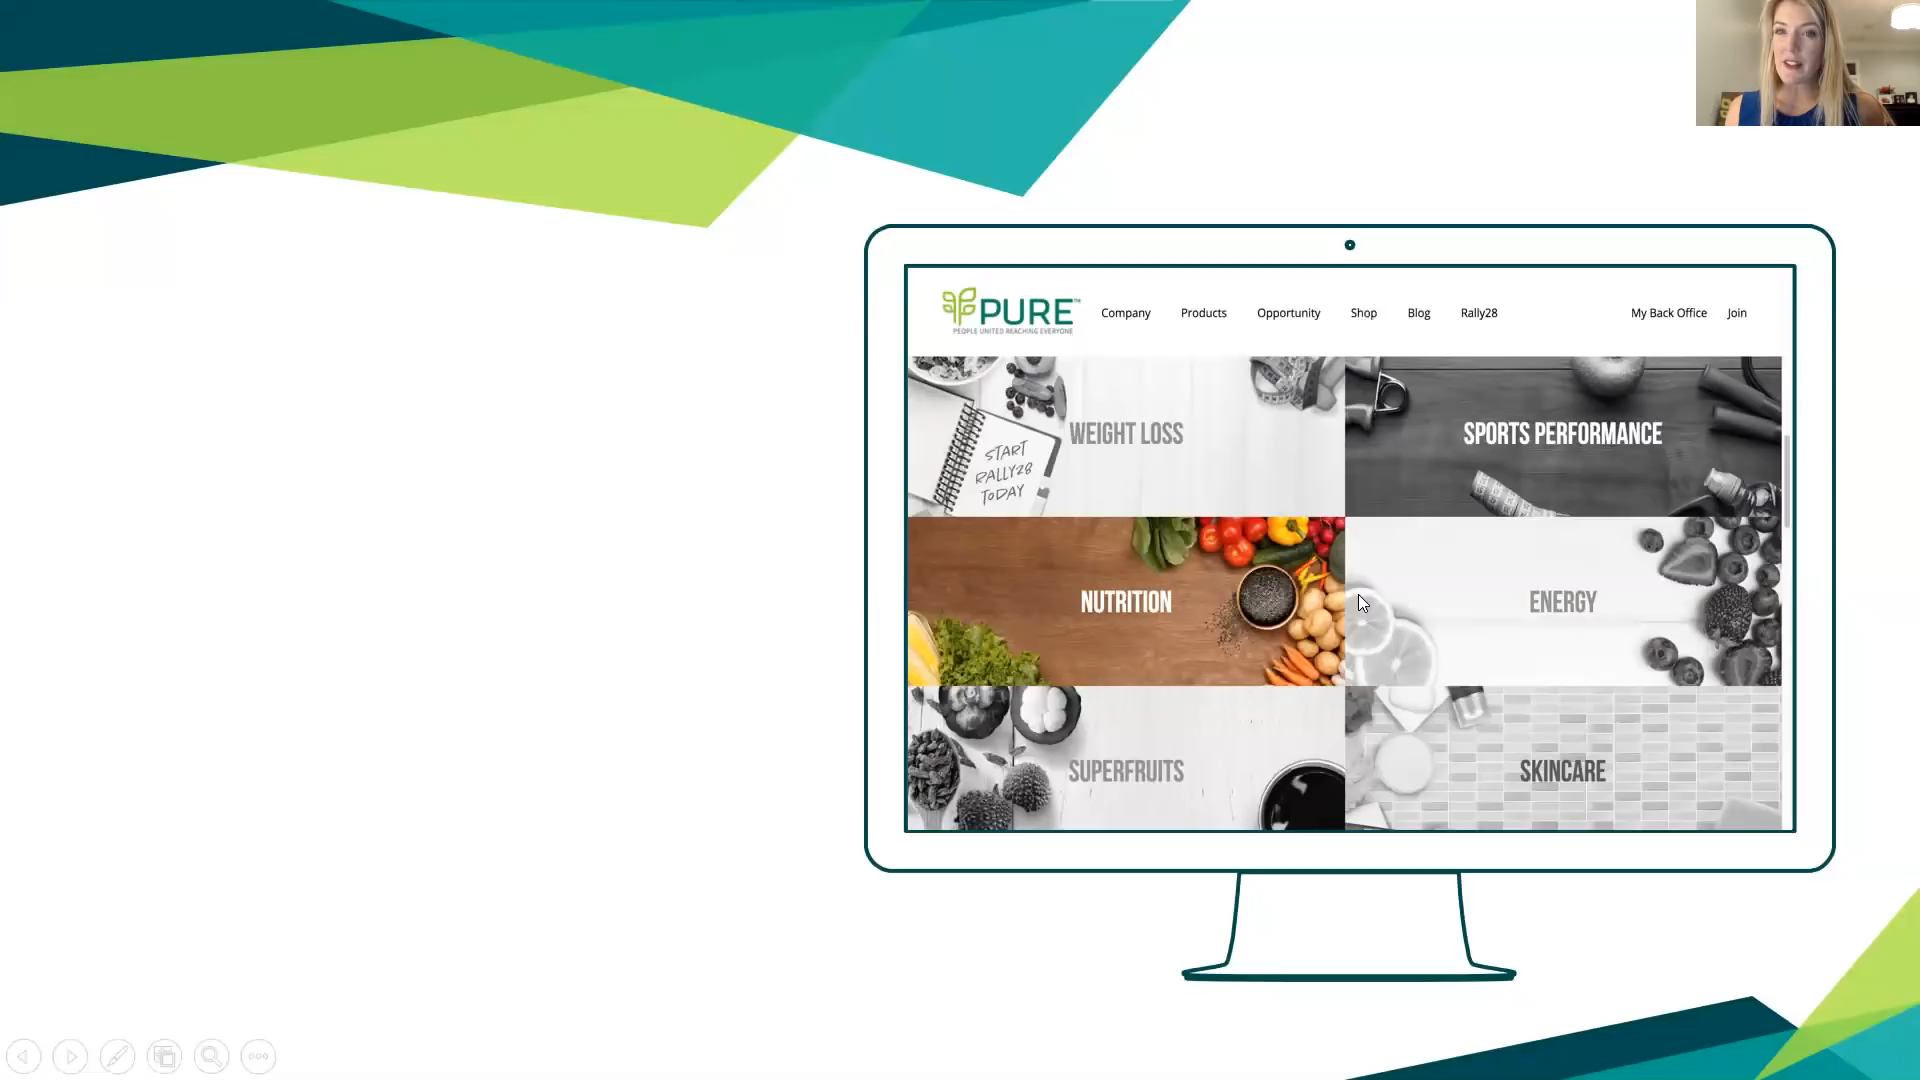 PURE™
PEOPLE UNITED REACHING EVERYONE
Company Products Opportunity Shop Blog Rally28 My Back Office Join
WEIGHT LOSS
START
RALLY28
TODAY
SPORTS PERFORMANCE
NUTRITION
ENERGY
SUPERFRUITS
SKINCARE